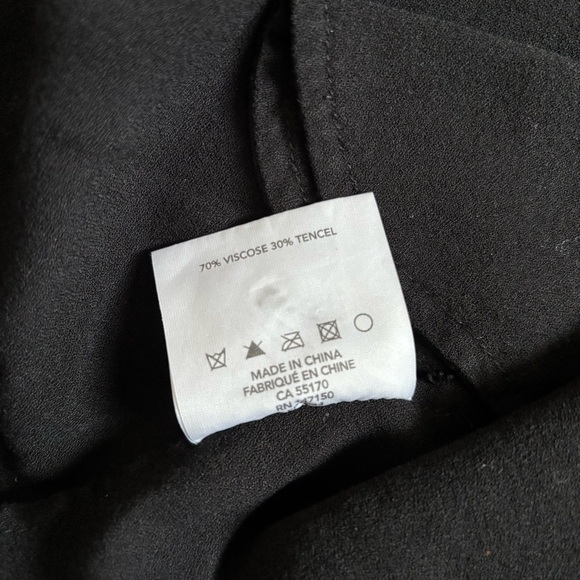 70% VISCOSE 30% TENCEL
MADE IN CHINA
FABRIQUÉ EN CHINE
CA 55170
RN